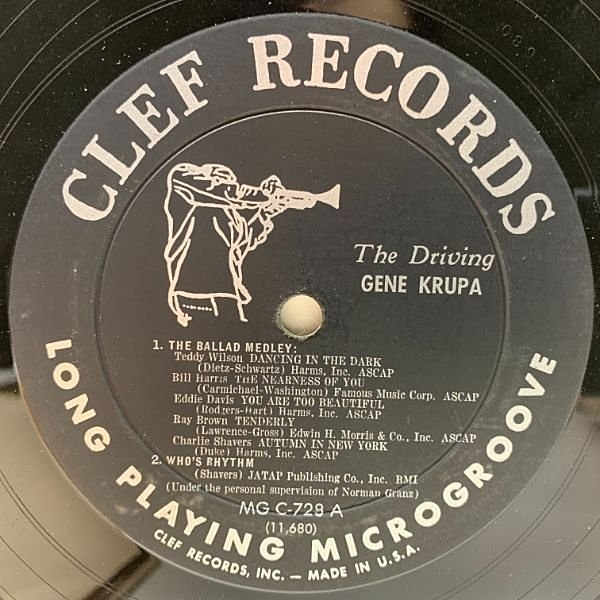 CLEF RECORDS
The Driving
GENE KRUPA
1. THE BALLAD MEDLEY:
Teddy Wilson DANCING IN THE DARK
(Dietz-Schwartz) Harms, Inc. ASCAP
Bill Harris THE NEARNESS OF YOU
(Carmichael-Washington) Famous Music Corp. ASCAP
Eddie Davis YOU ARE TOO BEAUTIFUL
(Rodgers-Hart) Harms, Inc. ASCAP
Ray Brown TENDERLY
(Lawrence-Gross) Edwin H. Morris & Co., Inc. ASCAP
Charlie Shavers AUTUMN IN NEW YORK
(Duke) Harms, Inc. ASCAP
2. WHO'S RHYTHM
(Shavers) JATAP Publishing Co., Inc. BMI
(Under the personal supervision of Norman Granz)
MG C-728 A
(11,680)
LONG PLAYING MICROGROOVE
CLEF RECORDS, INC. — MADE IN U.S.A.